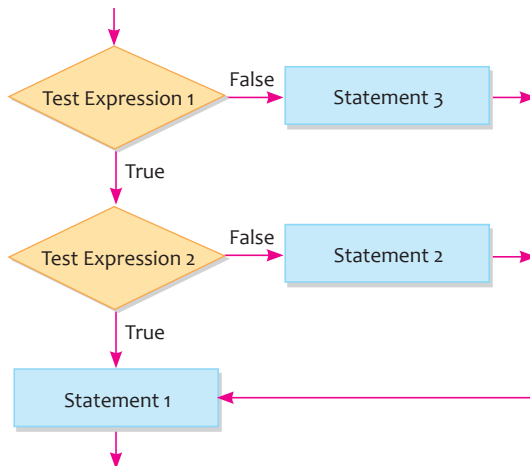 Test Expression 1
False
Statement 3
True
Test Expression 2
False
Statement 2
True
Statement 1